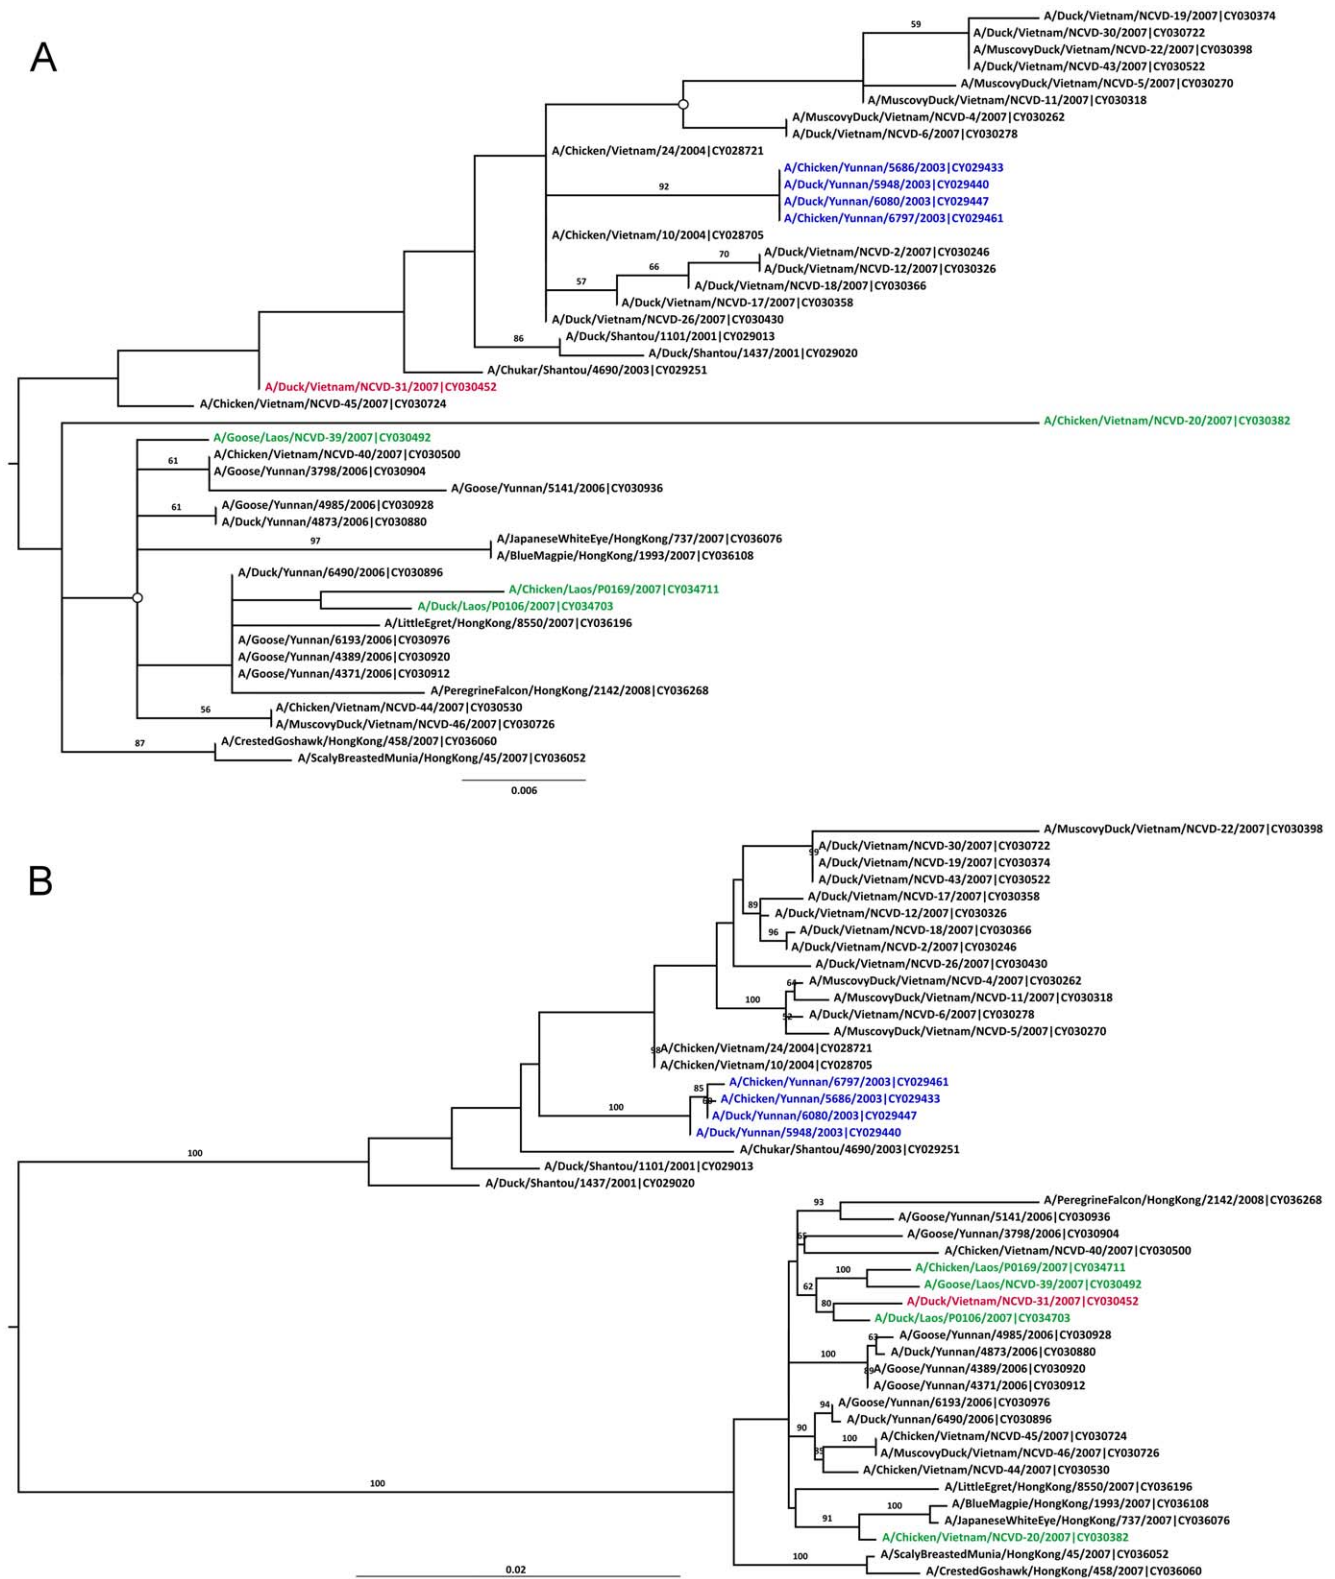 A
59
A/Duck/Vietnam/NCVD-19/2007|CY030374
A/Duck/Vietnam/NCVD-30/2007|CY030722
A/MuscovyDuck/Vietnam/NCVD-22/2007|CY030398
A/Duck/Vietnam/NCVD-43/2007|CY030522
A/MuscovyDuck/Vietnam/NCVD-5/2007|CY030270
A/MuscovyDuck/Vietnam/NCVD-11/2007|CY030318
A/MuscovyDuck/Vietnam/NCVD-4/2007|CY030262
A/Duck/Vietnam/NCVD-6/2007|CY030278
A/Chicken/Vietnam/24/2004|CY028721
A/Chicken/Yunnan/5686/2003|CY029433
92
A/Duck/Yunnan/5948/2003|CY029440
A/Duck/Yunnan/6080/2003|CY029447
A/Chicken/Yunnan/6797/2003|CY029461
A/Chicken/Vietnam/10/2004|CY028705
70
A/Duck/Vietnam/NCVD-2/2007|CY030246
66
A/Duck/Vietnam/NCVD-12/2007|CY030326
57
A/Duck/Vietnam/NCVD-18/2007|CY030366
A/Duck/Vietnam/NCVD-17/2007|CY030358
A/Duck/Vietnam/NCVD-26/2007|CY030430
86
A/Duck/Shantou/1101/2001|CY029013
A/Duck/Shantou/1437/2001|CY029020
A/Chukar/Shantou/4690/2003|CY029251
A/Duck/Vietnam/NCVD-31/2007|CY030452
A/Chicken/Vietnam/NCVD-45/2007|CY030724
A/Chicken/Vietnam/NCVD-20/2007|CY030382
A/Goose/Laos/NCVD-39/2007|CY030492
61
A/Chicken/Vietnam/NCVD-40/2007|CY030500
A/Goose/Yunnan/3798/2006|CY030904
A/Goose/Yunnan/5141/2006|CY030936
61
A/Goose/Yunnan/4985/2006|CY030928
A/Duck/Yunnan/4873/2006|CY030880
97
A/JapaneseWhiteEye/HongKong/737/2007|CY036076
A/BlueMagpie/HongKong/1993/2007|CY036108
A/Duck/Yunnan/6490/2006|CY030896
A/Chicken/Laos/P0169/2007|CY034711
A/Duck/Laos/P0106/2007|CY034703
A/LittleEgret/HongKong/8550/2007|CY036196
A/Goose/Yunnan/6193/2006|CY030976
A/Goose/Yunnan/4389/2006|CY030920
A/Goose/Yunnan/4371/2006|CY030912
A/PeregrineFalcon/HongKong/2142/2008|CY036268
56
A/Chicken/Vietnam/NCVD-44/2007|CY030530
A/MuscovyDuck/Vietnam/NCVD-46/2007|CY030726
87
A/CrestedGoshawk/HongKong/458/2007|CY036060
A/ScalyBreastedMunia/HongKong/45/2007|CY036052
0.006
B
A/MuscovyDuck/Vietnam/NCVD-22/2007|CY030398
99
A/Duck/Vietnam/NCVD-30/2007|CY030722
A/Duck/Vietnam/NCVD-19/2007|CY030374
A/Duck/Vietnam/NCVD-43/2007|CY030522
89
A/Duck/Vietnam/NCVD-17/2007|CY030358
A/Duck/Vietnam/NCVD-12/2007|CY030326
96
A/Duck/Vietnam/NCVD-18/2007|CY030366
A/Duck/Vietnam/NCVD-2/2007|CY030246
A/Duck/Vietnam/NCVD-26/2007|CY030430
64
A/MuscovyDuck/Vietnam/NCVD-4/2007|CY030262
100
A/MuscovyDuck/Vietnam/NCVD-11/2007|CY030318
52
A/Duck/Vietnam/NCVD-6/2007|CY030278
A/MuscovyDuck/Vietnam/NCVD-5/2007|CY030270
98
A/Chicken/Vietnam/24/2004|CY028721
A/Chicken/Vietnam/10/2004|CY028705
85
A/Chicken/Yunnan/6797/2003|CY029461
A/Chicken/Yunnan/5686/2003|CY029433
100
A/Duck/Yunnan/6080/2003|CY029447
A/Duck/Yunnan/5948/2003|CY029440
A/Chukar/Shantou/4690/2003|CY029251
100
A/Duck/Shantou/1101/2001|CY029013
A/Duck/Shantou/1437/2001|CY029020
93
A/PeregrineFalcon/HongKong/2142/2008|CY036268
A/Goose/Yunnan/5141/2006|CY030936
A/Goose/Yunnan/3798/2006|CY030904
A/Chicken/Vietnam/NCVD-40/2007|CY030500
100
A/Chicken/Laos/P0169/2007|CY034711
62
A/Goose/Laos/NCVD-39/2007|CY030492
80
A/Duck/Vietnam/NCVD-31/2007|CY030452
A/Duck/Laos/P0106/2007|CY034703
63
A/Goose/Yunnan/4985/2006|CY030928
100
A/Duck/Yunnan/4873/2006|CY030880
89
A/Goose/Yunnan/4389/2006|CY030920
A/Goose/Yunnan/4371/2006|CY030912
94
A/Goose/Yunnan/6193/2006|CY030976
A/Duck/Yunnan/6490/2006|CY030896
90
100
A/Chicken/Vietnam/NCVD-45/2007|CY030724
A/MuscovyDuck/Vietnam/NCVD-46/2007|CY030726
A/Chicken/Vietnam/NCVD-44/2007|CY030530
A/LittleEgret/HongKong/8550/2007|CY036196
100
A/BlueMagpie/HongKong/1993/2007|CY036108
91
A/JapaneseWhiteEye/HongKong/737/2007|CY036076
100
A/Chicken/Vietnam/NCVD-20/2007|CY030382
100
A/ScalyBreastedMunia/HongKong/45/2007|CY036052
A/CrestedGoshawk/HongKong/458/2007|CY036060
0.02